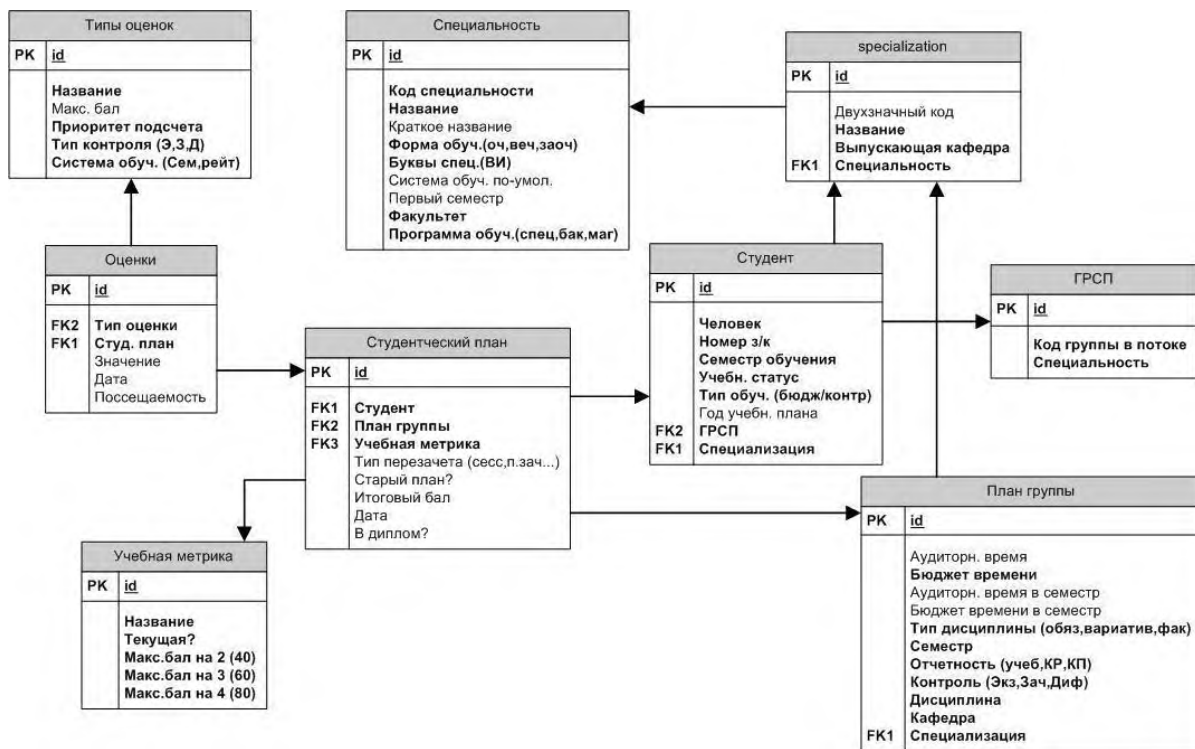 Типы оценок
PK id
Название
Макс. бал
Приоритет подсчета
Тип контроля (Э,З,Д)
Система обуч. (Сем,рейт)
Специальность
PK id
Код специальности
Название
Краткое название
Форма обуч.(оч,веч,заоч)
Буквы спец.(ВИ)
Система обуч. по-умол.
Первый семестр
Факультет
Программа обуч.(спец,бак,маг)
specialization
PK id
Двухзначный код
Название
Выпускающая кафедра
FK1 Специальность
Оценки
PK id
FK2 Тип оценки
FK1 Студ. план
Значение
Дата
Поссещаемость
Студентческий план
PK id
FK1 Студент
FK2 План группы
FK3 Учебная метрика
Тип перезачета (сесс,п.зач...)
Старый план?
Итоговый бал
Дата
В диплом?
Студент
PK id
Человек
Номер з/к
Семестр обучения
Учебн. статус
Тип обуч. (бюдж/контр)
Год учебн. плана
FK2 ГРСП
FK1 Специализация
ГРСП
PK id
Код группы в потоке
Специальность
Учебная метрика
PK id
Название
Текущая?
Макс.бал на 2 (40)
Макс.бал на 3 (60)
Макс.бал на 4 (80)
План группы
PK id
Аудиторн. время
Бюджет времени
Аудиторн. время в семестр
Бюджет времени в семестр
Тип дисциплины (обяз,вариатив,фак)
Семестр
Отчетность (учеб,КР,КП)
Контроль (Экз,Зач,Диф)
Дисциплина
Кафедра
FK1 Специализация